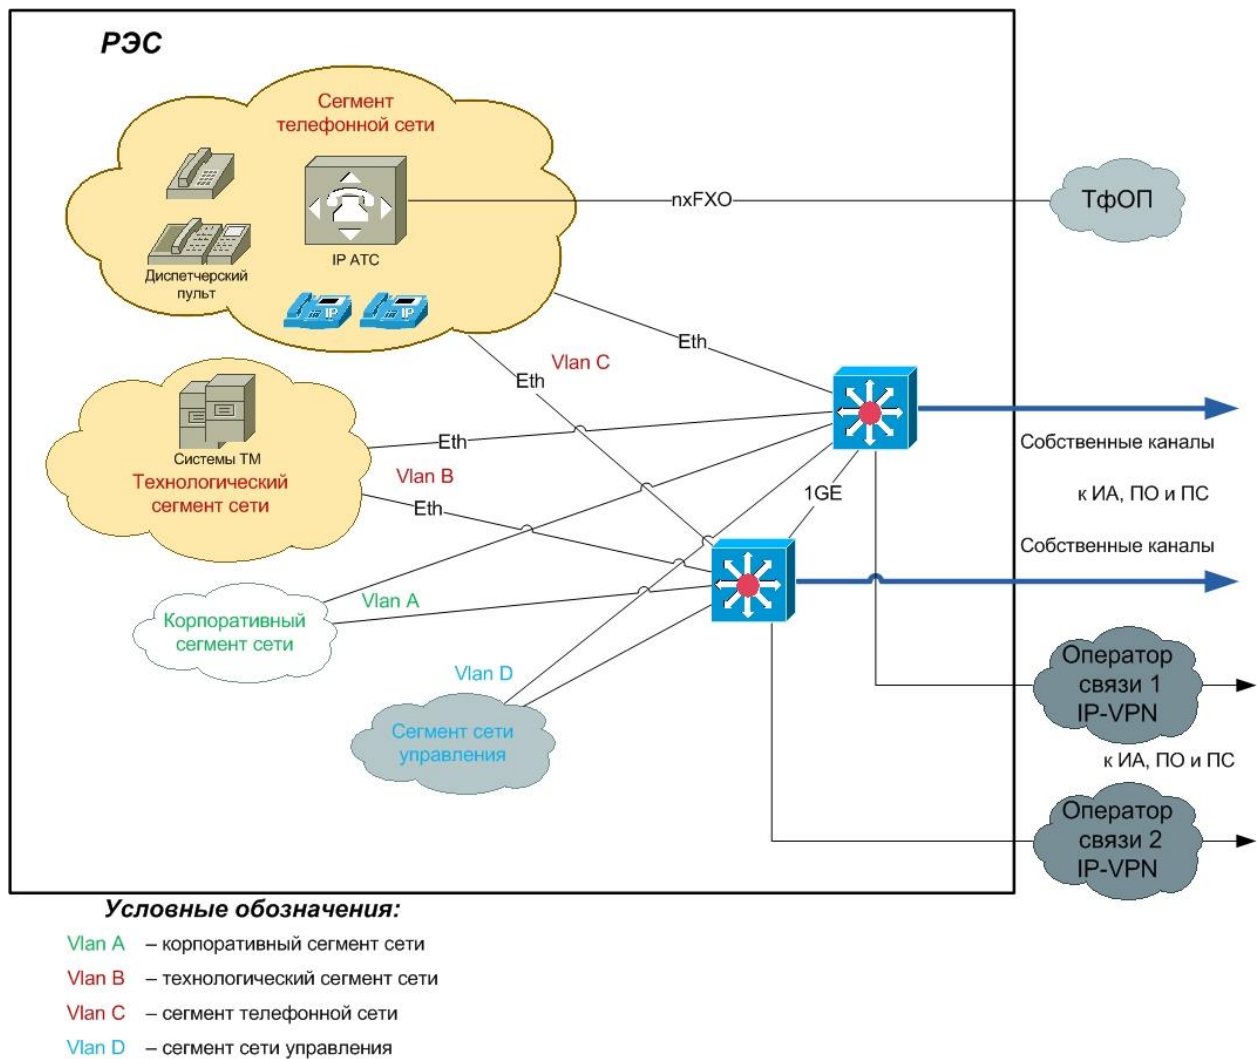 РЭС
Сегмент
телефонной сети
nxFXO
ТфОП
IP АТС
Диспетчерский
пульт
IP
IP
Eth
Vlan C
Eth
Системы ТМ
Технологический
сегмент сети
Eth
Vlan B
Eth
Собственные каналы
1GE
к ИА, ПО и ПС
Собственные каналы
Vlan A
Корпоративный
сегмент сети
Vlan D
Сегмент сети
управления
Оператор
связи 1
IP-VPN
к ИА, ПО и ПС
Оператор
связи 2
IP-VPN
Условные обозначения:
Vlan A – корпоративный сегмент сети
Vlan B – технологический сегмент сети
Vlan C – сегмент телефонной сети
Vlan D – сегмент сети управления